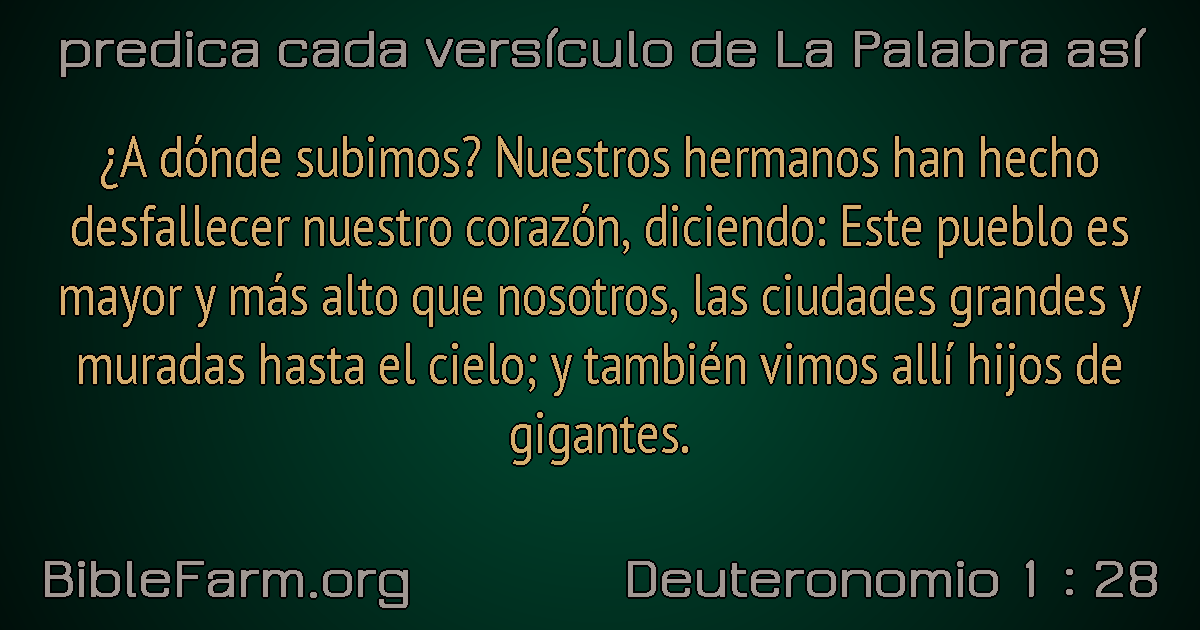 predica cada versículo de La Palabra así
¿A dónde subimos? Nuestros hermanos han hecho
desfallecer nuestro corazón, diciendo: Este pueblo es
mayor y más alto que nosotros, las ciudades grandes y
muradas hasta el cielo; y también vimos allí hijos de
gigantes.
BibleFarm.org
Deuteronomio 1 : 28